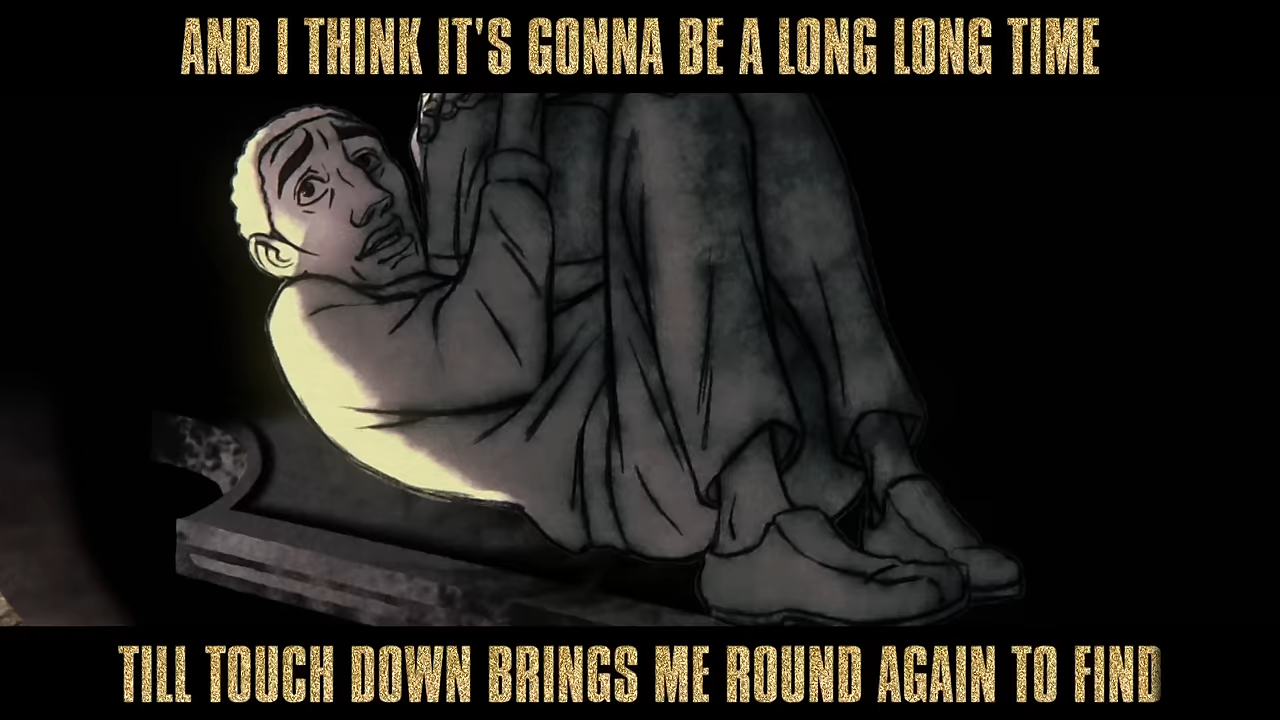 AND I THINK IT'S GONNA BE A LONG LONG TIME
TILL TOUCH DOWN BRINGS ME ROUND AGAIN TO FIND